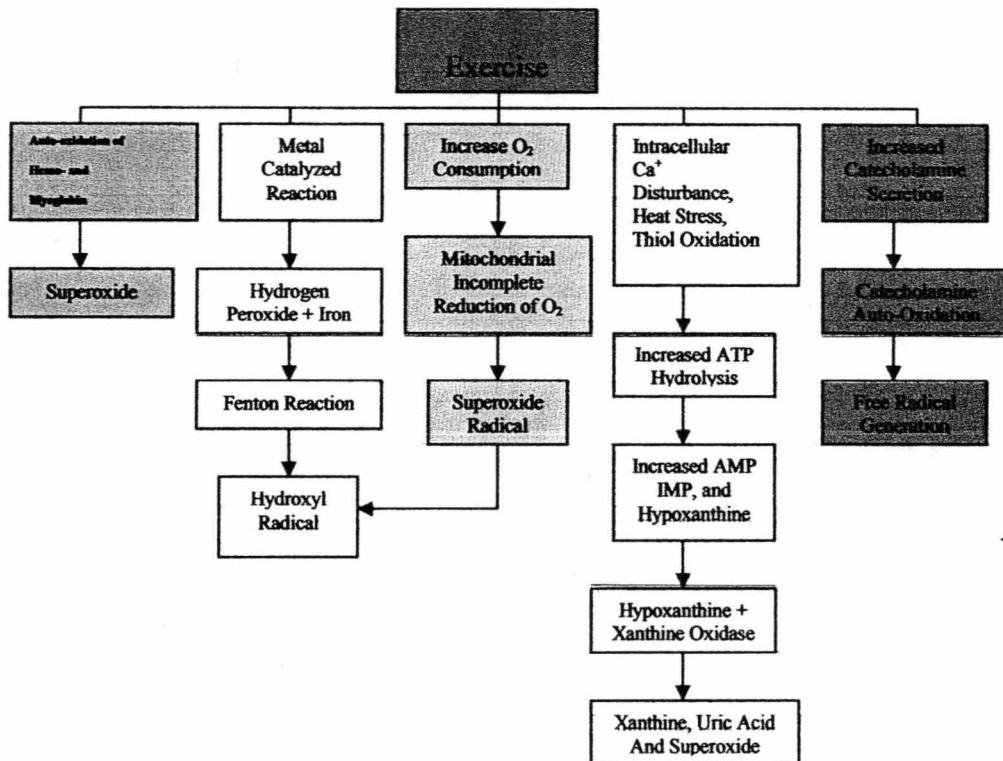 Exercise
Auto-oxidation of
Heme- and
Myoglobin
Superoxide
Metal
Catalyzed
Reaction
Hydrogen
Peroxide + Iron
Fenton Reaction
Hydroxyl
Radical
Increase O₂
Consumption
Mitochondrial
Incomplete
Reduction of O₂
Superoxide
Radical
Intracellular
Ca⁺
Disturbance,
Heat Stress,
Thiol Oxidation
Increased ATP
Hydrolysis
Increased AMP
IMP, and
Hypoxanthine
Hypoxanthine +
Xanthine Oxidase
Xanthine, Uric Acid
And Superoxide
Increased
Catecholamine
Secretion
Catecholamine
Auto-Oxidation
Free Radical
Generation